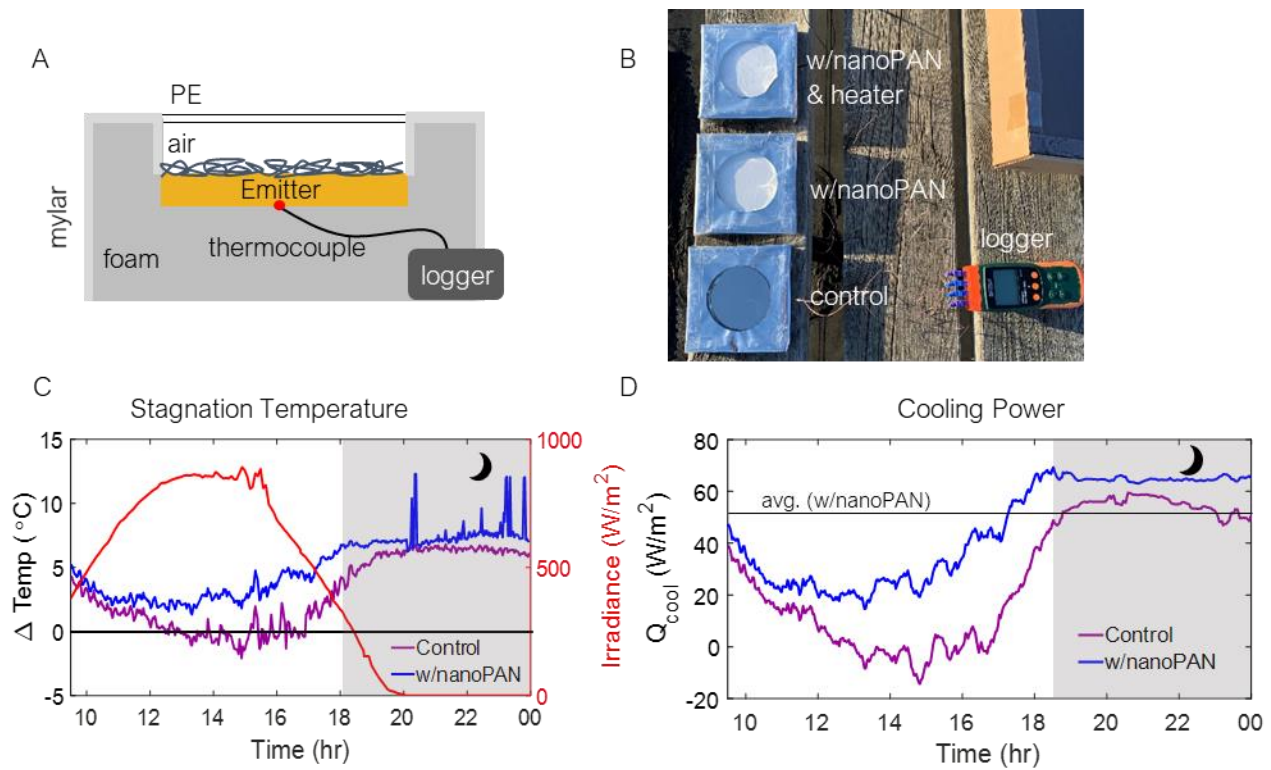 A
PE
air
Emitter
mylar
thermocouple
foam
logger
B
w/nanoPAN
& heater
w/nanoPAN
logger
control
C
Stagnation Temperature
15
10
5
0
-5
Δ Temp (°C)
1000
500
0
Irradiance (W/m²)
Control
w/nanoPAN
10 12 14 16 18 20 22 00
Time (hr)
D
Cooling Power
80
60
40
20
0
-20
Q_cool (W/m²)
avg. (w/nanoPAN)
Control
w/nanoPAN
10 12 14 16 18 20 22 00
Time (hr)